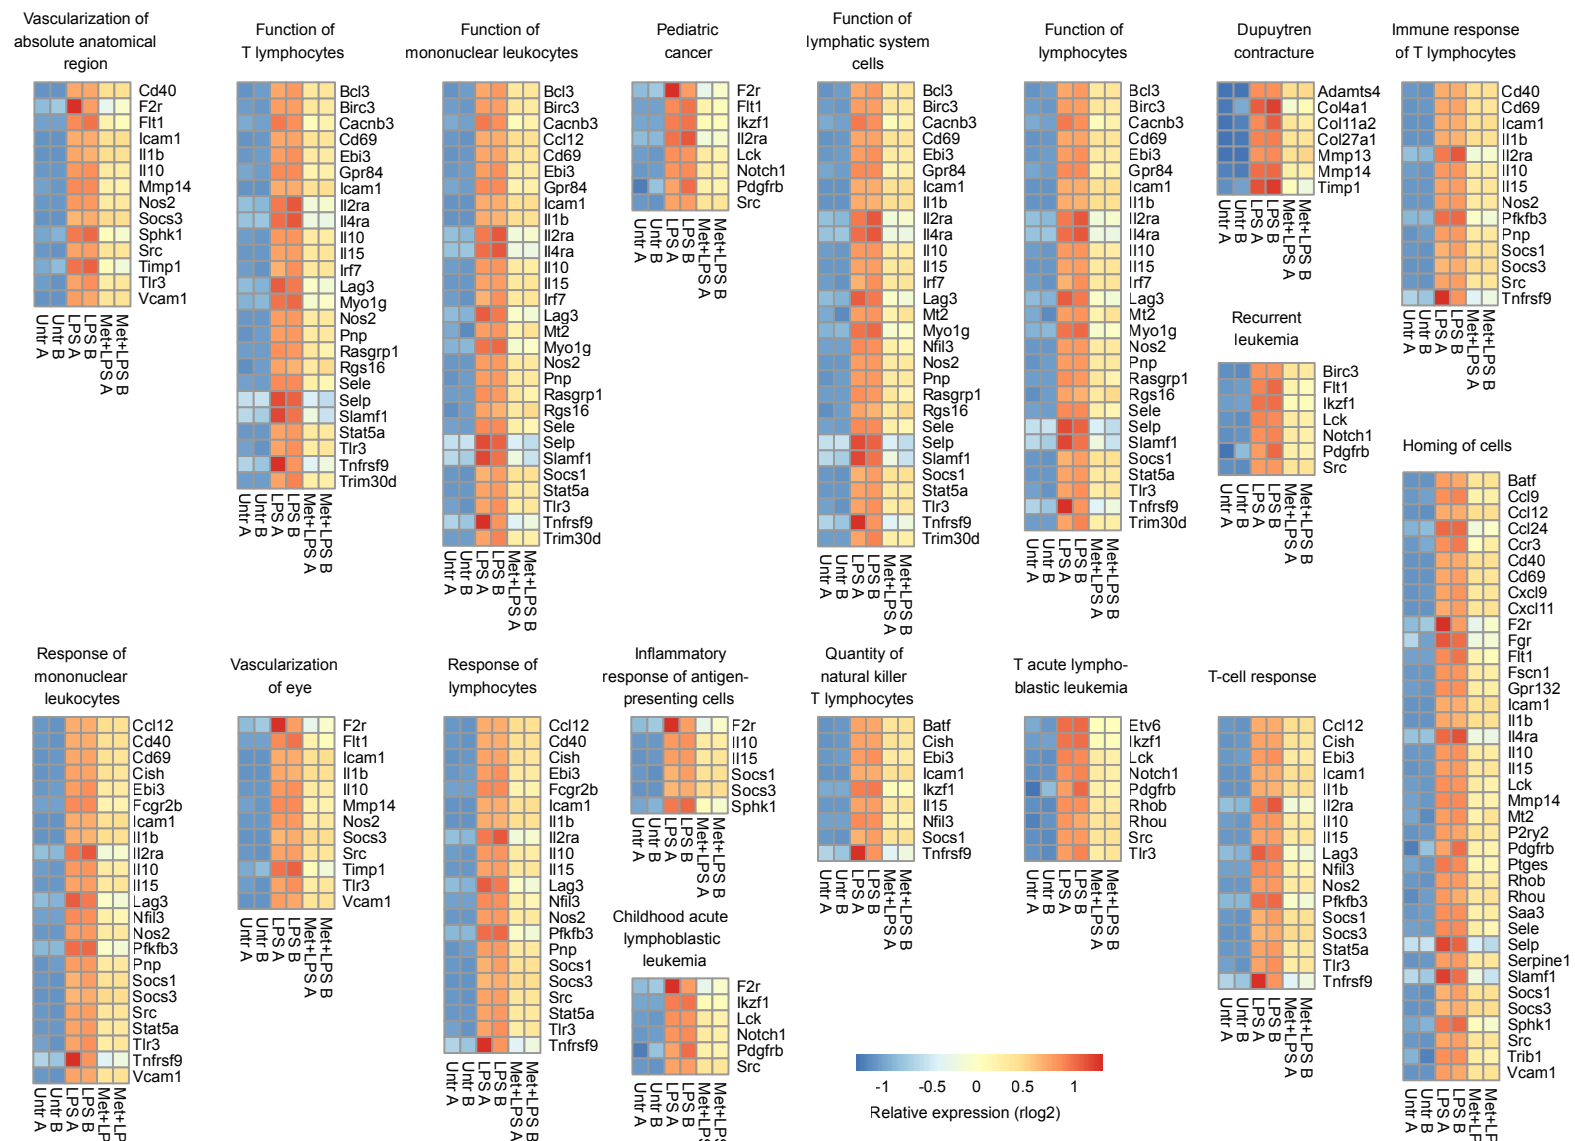 Vascularization of
absolute anatomical
region
Cd40
F2r
Flt1
Icam1
Il1b
Il10
Mmp14
Nos2
Socs3
Sphk1
Src
Timp1
Tlr3
Vcam1
Untr A
Untr B
LPS A
LPS B
Met+LPS A
Met+LPS B
Function of
T lymphocytes
Bcl3
Birc3
Cacnb3
Cd69
Ebi3
Gpr84
Icam1
Il2ra
Il4ra
Il10
Il15
Irf7
Lag3
Myo1g
Nos2
Pnp
Rasgrp1
Rgs16
Sele
Selp
Slamf1
Stat5a
Tlr3
Tnfrsf9
Trim30d
Untr A
Untr B
LPS A
LPS B
Met+LPS A
Met+LPS B
Function of
mononuclear leukocytes
Bcl3
Birc3
Cacnb3
Ccl12
Cd69
Ebi3
Gpr84
Icam1
Il1b
Il2ra
Il4ra
Il10
Il15
Irf7
Lag3
Mt2
Myo1g
Nos2
Pnp
Rasgrp1
Rgs16
Sele
Selp
Slamf1
Socs1
Stat5a
Tlr3
Tnfrsf9
Trim30d
Untr A
Untr B
LPS A
LPS B
Met+LPS A
Met+LPS B
Pediatric
cancer
F2r
Flt1
Ikzf1
Il2ra
Lck
Notch1
Pdgfrb
Src
Untr A
Untr B
LPS A
LPS B
Met+LPS A
Met+LPS B
Function of
lymphatic system
cells
Bcl3
Birc3
Cacnb3
Cd69
Ebi3
Gpr84
Icam1
Il1b
Il2ra
Il4ra
Il10
Il15
Irf7
Lag3
Mt2
Myo1g
Nfil3
Nos2
Pnp
Rasgrp1
Rgs16
Sele
Selp
Slamf1
Socs1
Stat5a
Tlr3
Tnfrsf9
Trim30d
Untr A
Untr B
LPS A
LPS B
Met+LPS A
Met+LPS B
Function of
lymphocytes
Bcl3
Birc3
Cacnb3
Cd69
Ebi3
Gpr84
Icam1
Il1b
Il2ra
Il4ra
Il10
Il15
Irf7
Lag3
Mt2
Myo1g
Nos2
Pnp
Rasgrp1
Rgs16
Sele
Selp
Slamf1
Socs1
Stat5a
Tlr3
Tnfrsf9
Trim30d
Untr A
Untr B
LPS A
LPS B
Met+LPS A
Met+LPS B
Dupuytren
contracture
Adamts4
Col4a1
Col11a2
Col27a1
Mmp13
Mmp14
Timp1
Untr A
Untr B
LPS A
LPS B
Met+LPS A
Met+LPS B
Recurrent
leukemia
Birc3
Flt1
Ikzf1
Lck
Notch1
Pdgfrb
Src
Untr A
Untr B
LPS A
LPS B
Met+LPS A
Met+LPS B
Immune response
of T lymphocytes
Cd40
Cd69
Icam1
Il1b
Il2ra
Il10
Il15
Nos2
Pfkfb3
Pnp
Socs1
Socs3
Src
Tnfrsf9
Untr A
Untr B
LPS A
LPS B
Met+LPS A
Met+LPS B
Homing of cells
Batf
Ccl9
Ccl12
Ccl24
Ccr3
Cd40
Cd69
Cxcl9
Cxcl11
F2r
Fgr
Flt1
Fscn1
Gpr132
Icam1
Il1b
Il4ra
Il10
Il15
Lck
Mmp14
Mt2
P2ry2
Pdgfrb
Ptges
Rhob
Rhou
Saa3
Sele
Selp
Serpine1
Slamf1
Socs1
Socs3
Sphk1
Src
Trib1
Vcam1
Untr A
Untr B
LPS A
LPS B
Met+LP
Met+LP
Response of
mononuclear
leukocytes
Ccl12
Cd40
Cd69
Cish
Ebi3
Fcgr2b
Icam1
Il1b
Il2ra
Il10
Il15
Lag3
Nfil3
Nos2
Pfkfb3
Pnp
Socs1
Socs3
Src
Stat5a
Tlr3
Tnfrsf9
Vcam1
Untr A
Untr B
LPS A
LPS B
Met+LP
Met+LP
Vascularization
of eye
F2r
Flt1
Icam1
Il1b
Il10
Mmp14
Nos2
Socs3
Src
Timp1
Tlr3
Vcam1
Untr A
Untr B
LPS A
LPS B
Met+LPS A
Met+LPS B
Response of
lymphocytes
Ccl12
Cd40
Cish
Ebi3
Fcgr2b
Icam1
Il1b
Il2ra
Il10
Il15
Lag3
Nfil3
Nos2
Pfkfb3
Pnp
Socs1
Socs3
Src
Stat5a
Tlr3
Tnfrsf9
Untr A
Untr B
LPS A
LPS B
Met+LPS A
Met+LPS B
Inflammatory
response of antigen-
presenting cells
F2r
Il10
Il15
Socs1
Socs3
Sphk1
Untr A
Untr B
LPS A
LPS B
Met+LPS A
Met+LPS B
Childhood acute
lymphoblastic
leukemia
F2r
Ikzf1
Lck
Notch1
Pdgfrb
Src
Untr A
Untr B
LPS A
LPS B
Met+LPS
Met+LPS
Quantity of
natural killer
T lymphocytes
Batf
Cish
Ebi3
Icam1
Ikzf1
Il15
Nfil3
Socs1
Tnfrsf9
Untr A
Untr B
LPS A
LPS B
Met+LPS A
Met+LPS B
T acute lympho-
blastic leukemia
Etv6
Ikzf1
Lck
Notch1
Pdgfrb
Rhob
Rhou
Src
Tlr3
Untr A
Untr B
LPS A
LPS B
Met+LPS A
Met+LPS B
T-cell response
Ccl12
Cish
Ebi3
Icam1
Il1b
Il2ra
Il10
Il15
Lag3
Nfil3
Nos2
Pfkfb3
Socs1
Socs3
Stat5a
Tlr3
Tnfrsf9
Untr A
Untr B
LPS A
LPS B
Met+LPS A
Met+LPS B
-1 -0.5 0 0.5 1
Relative expression (rlog2)